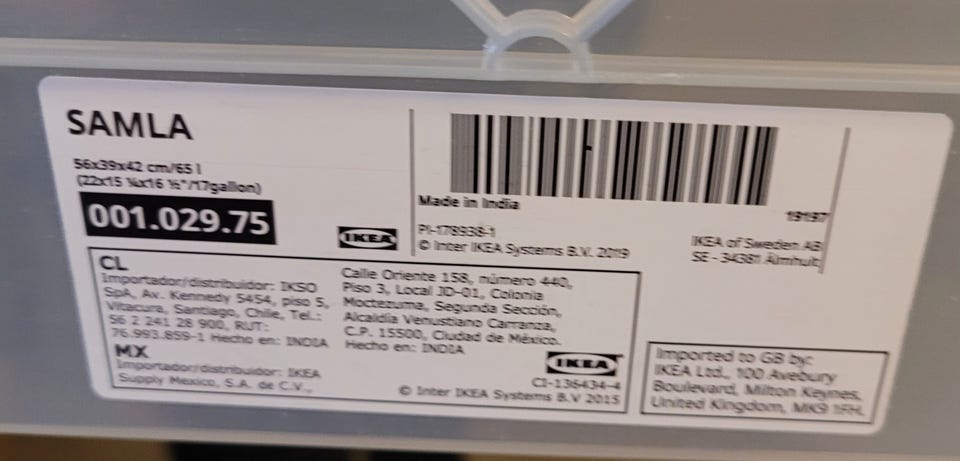 SAMLA
56x39x42 cm/65 l
(22x15 ¼x16 ½"/17gallon)
001.029.75
IKEA
Made in India
19197
PI-178938-1
© Inter IKEA Systems B.V. 2019
IKEA of Sweden AB
SE - 34381 Älmhult
CL
Importador/distribuidor: IKSO
SpA, Av. Kennedy 5454, piso 5,
Vitacura, Santiago, Chile, Tel.:
56 2 241 28 900, RUT:
76.993.859-1 Hecho en: INDIA
MX
Importador/distribuidor: IKEA
Supply Mexico, S.A. de C.V.,
Calle Oriente 158, número 440,
Piso 3, Local JD-01, Colonia
Moctezuma, Segunda Sección,
Alcaldía Venustiano Carranza,
C.P. 15500, Ciudad de México.
Hecho en: INDIA
IKEA
CI-136434-4
© Inter IKEA Systems B.V 2015
Imported to GB by:
IKEA Ltd., 100 Avebury
Boulevard, Milton Keynes,
United Kingdom, MK9 1FH.